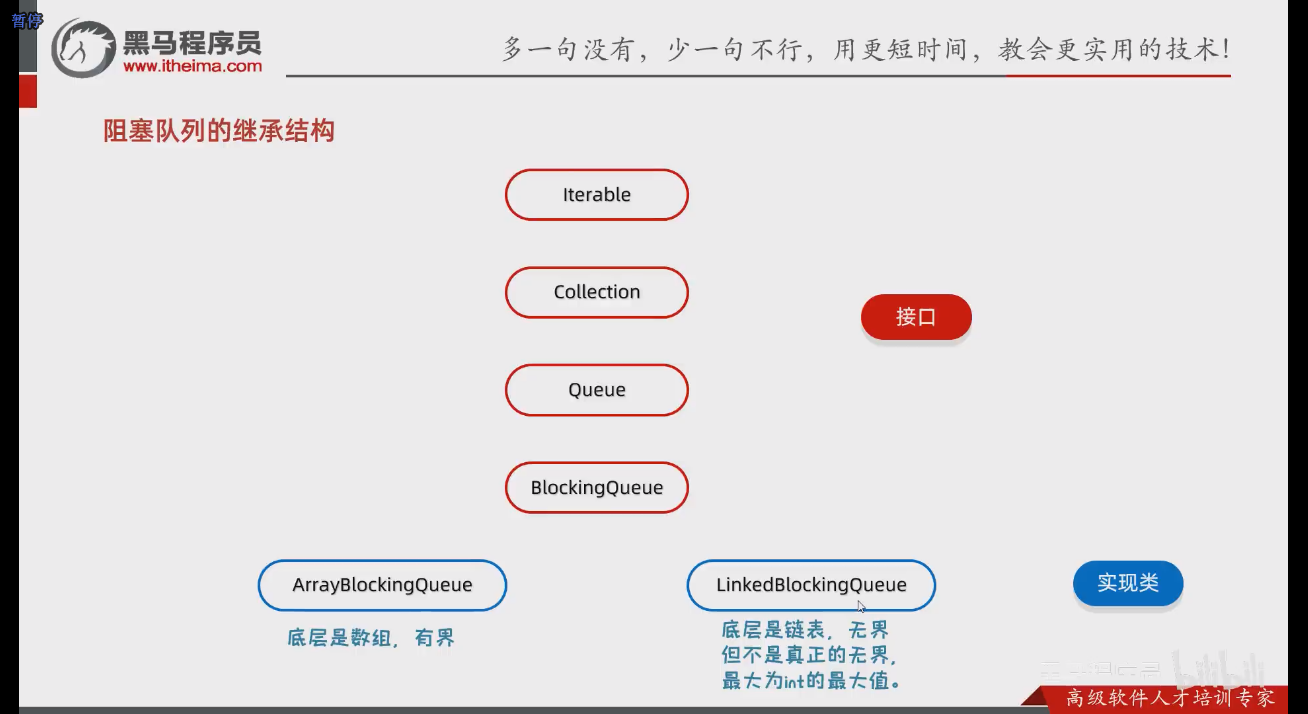 暂停
黑马程序员
www.itheima.com
多一句没有，少一句不行，用更短时间，教会更实用的技术！
阻塞队列的继承结构
Iterable
Collection
接口
Queue
BlockingQueue
ArrayBlockingQueue
LinkedBlockingQueue
实现类
底层是数组，有界
底层是链表，无界
但不是真正的无界，
最大为int的最大值。
bilibili
高级软件人才培训专家